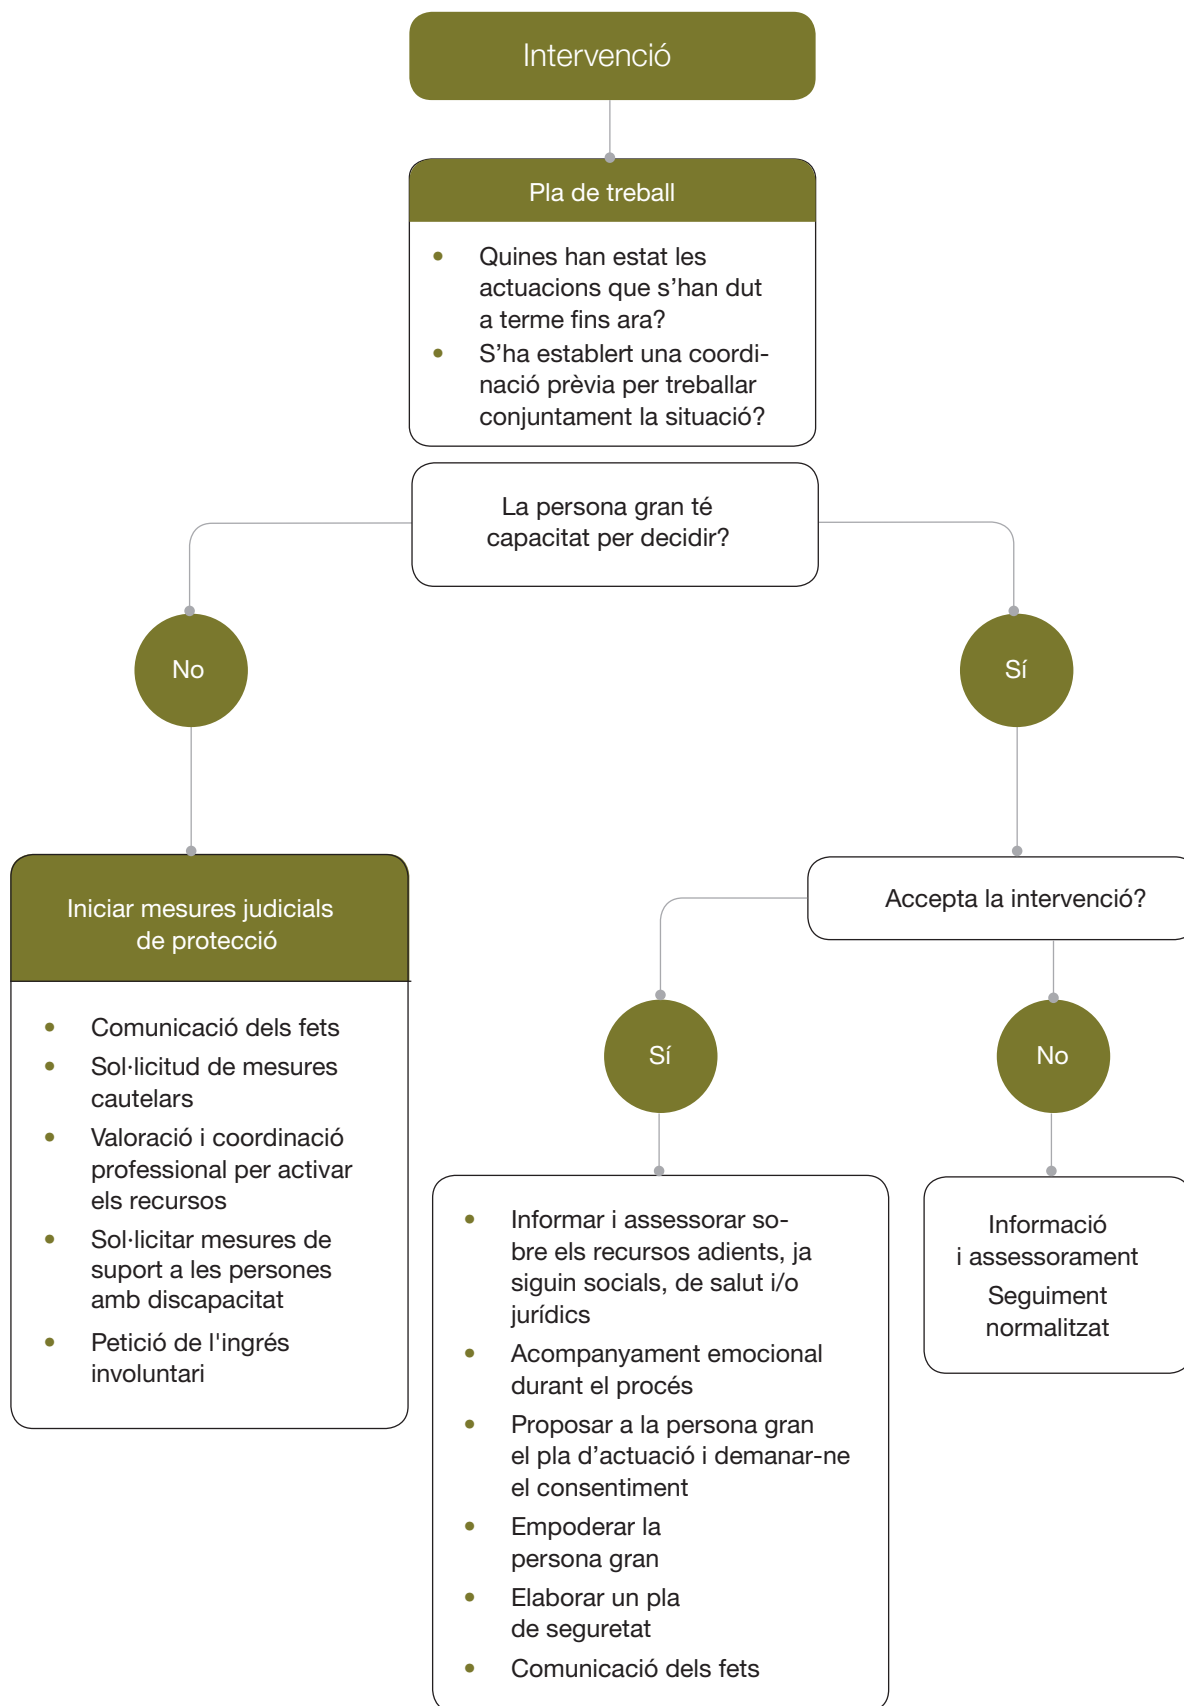 Intervenció
Pla de treball
• Quines han estat les
actuacions que s’han dut
a terme fins ara?
• S’ha establert una coordi-
nació prèvia per treballar
conjuntament la situació?
La persona gran té
capacitat per decidir?
No
Sí
Iniciar mesures judicials
de protecció
• Comunicació dels fets
• Sol·licitud de mesures
cautelars
• Valoració i coordinació
professional per activar
els recursos
• Sol·licitar mesures de
suport a les persones
amb discapacitat
• Petició de l'ingrés
involuntari
Accepta la intervenció?
Sí
No
• Informar i assessorar so-
bre els recursos adients, ja
siguin socials, de salut i/o
jurídics
• Acompanyament emocional
durant el procés
• Proposar a la persona gran
el pla d’actuació i demanar-ne
el consentiment
• Empoderar la
persona gran
• Elaborar un pla
de seguretat
• Comunicació dels fets
Informació
i assessorament
Seguiment
normalitzat